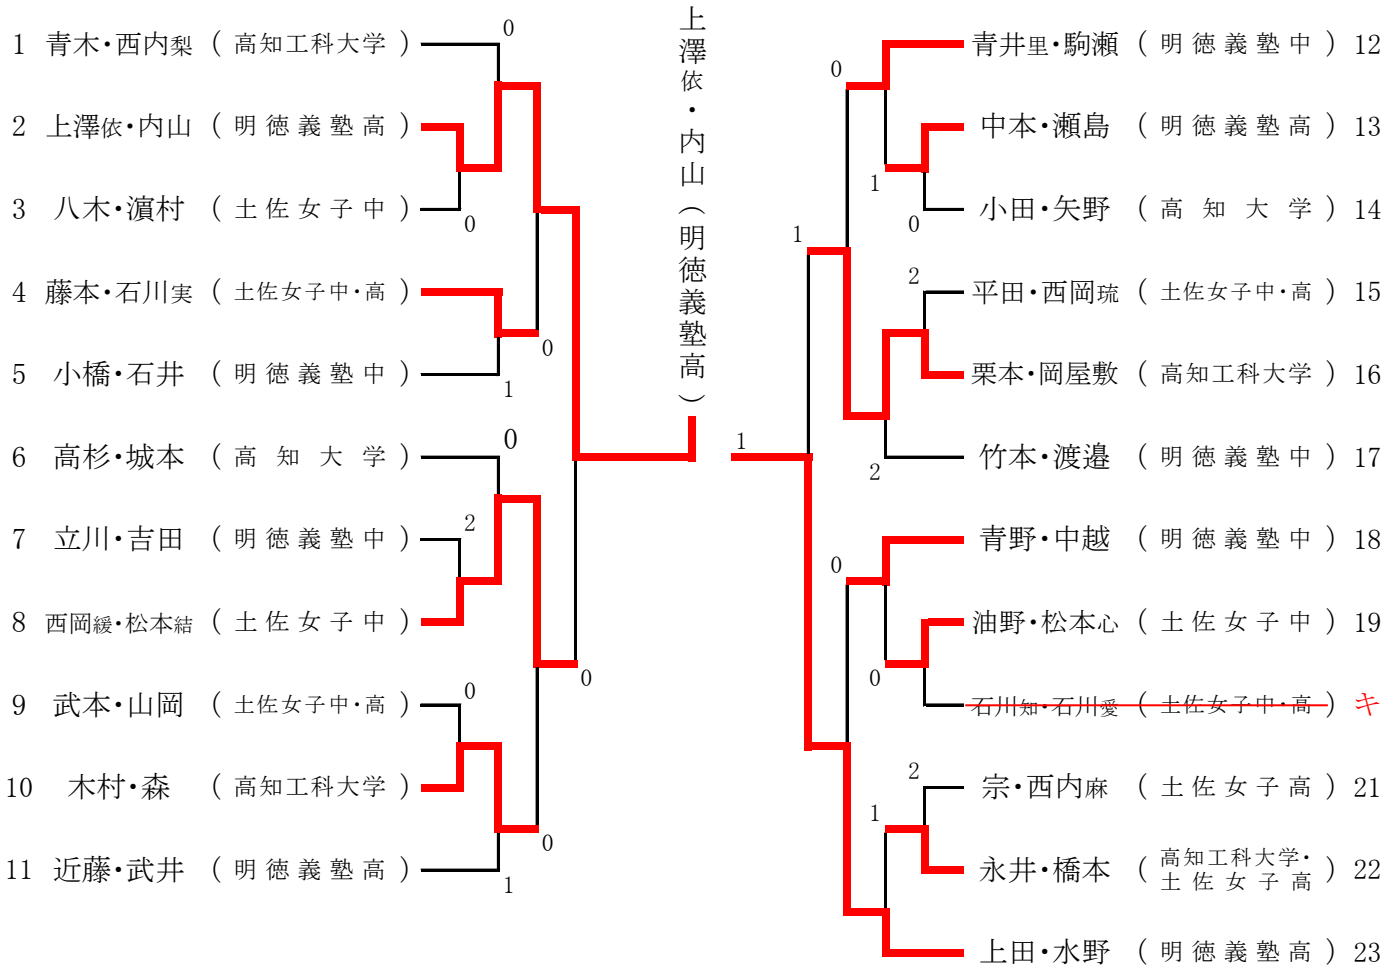 1 青木・西内梨 ( 高知工科大学 ) 0
2 上澤依・内山 ( 明徳義塾高 )
3 八木・濵村 ( 土佐女子中 ) 0
4 藤本・石川実 ( 土佐女子中・高 )
0
5 小橋・石井 ( 明徳義塾中 ) 1
6 高杉・城本 ( 高知大学 ) 0
7 立川・吉田 ( 明徳義塾中 ) 2
8 西岡緩・松本結 ( 土佐女子中 )
0
9 武本・山岡 ( 土佐女子中・高 ) 0
10 木村・森 ( 高知工科大学 )
0
11 近藤・武井 ( 明徳義塾高 ) 1
上澤依・内山(明徳義塾高)
1
1
0
青井里・駒瀬 ( 明徳義塾中 ) 12
中本・瀬島 ( 明徳義塾高 ) 13
1
0 小田・矢野 ( 高知大学 ) 14
2 平田・西岡琉 ( 土佐女子中・高 ) 15
栗本・岡屋敷 ( 高知工科大学 ) 16
2 竹本・渡邉 ( 明徳義塾中 ) 17
青野・中越 ( 明徳義塾中 ) 18
0
油野・松本心 ( 土佐女子中 ) 19
0
石川知・石川愛 ( 土佐女子中・高 ) キ
2 宗・西内麻 ( 土佐女子高 ) 21
1
永井・橋本 ( 高知工科大学・
土佐女子高 ) 22
上田・水野 ( 明徳義塾高 ) 23